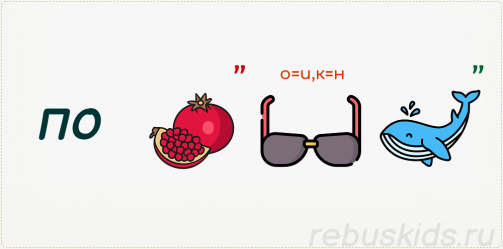 ” о=и,к=н ”
по
rebuskids.ru